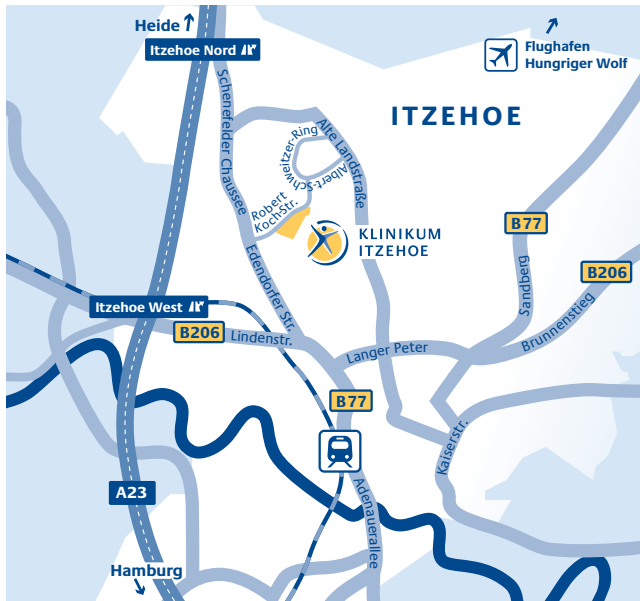 Heide
Itzehoe Nord
Flughafen
Hungriger Wolf
ITZEHOE
Schenefelder Chaussee
Alte Landstraße
Albert-Schweitzer-Ring
Robert
Koch-Str.
KLINIKUM
ITZEHOE
B77
Sandberg
B206
Brunnenstieg
Edendorfer Str.
Itzehoe West
B206
Lindenstr.
Langer Peter
B77
Kaiserstr.
Adenauerallee
A23
Hamburg